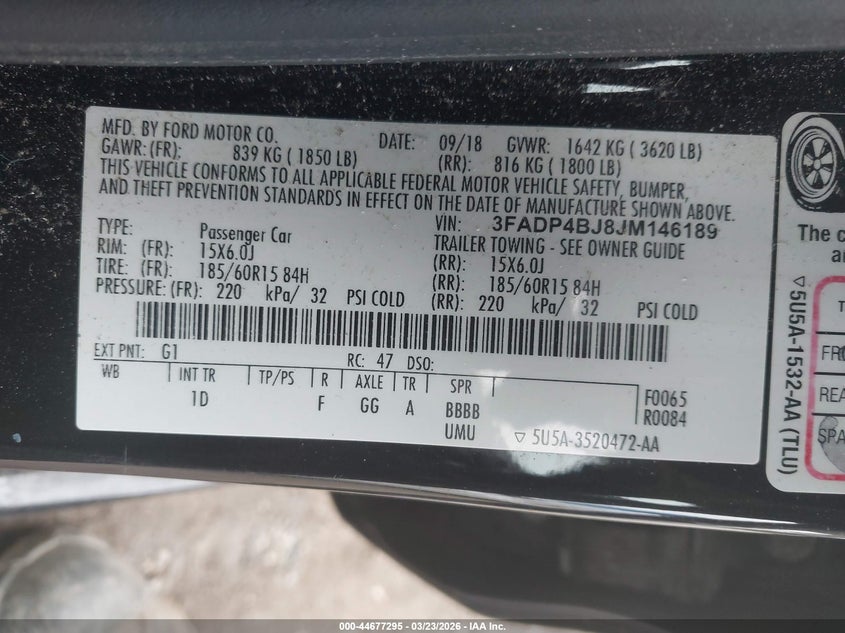 MFD. BY FORD MOTOR CO. DATE: 09/18 GVWR: 1642 KG ( 3620 LB)
GAWR: (FR): 839 KG ( 1850 LB) (RR): 816 KG ( 1800 LB)
THIS VEHICLE CONFORMS TO ALL APPLICABLE FEDERAL MOTOR VEHICLE SAFETY, BUMPER,
AND THEFT PREVENTION STANDARDS IN EFFECT ON THE DATE OF MANUFACTURE SHOWN ABOVE.
VIN: 3FADP4BJ8JM146189
TYPE: Passenger Car TRAILER TOWING - SEE OWNER GUIDE
RIM: (FR): 15X6.0J (RR): 15X6.0J
TIRE: (FR): 185/60R15 84H (RR): 185/60R15 84H
PRESSURE: (FR): 220 kPa/ 32 PSI COLD (RR): 220 kPa/ 32 PSI COLD
EXT PNT: G1 RC: 47 DSO:
WB INT TR TP/PS R AXLE TR SPR F0065
1D F GG A BBBB R0084
UMU ▽ 5U5A-3520472-AA
The c
an
▽5U5A-1532-AA (TLU)
T
FRO
REA
SPA
000-44677295 - 03/23/2026 - IAA Inc.